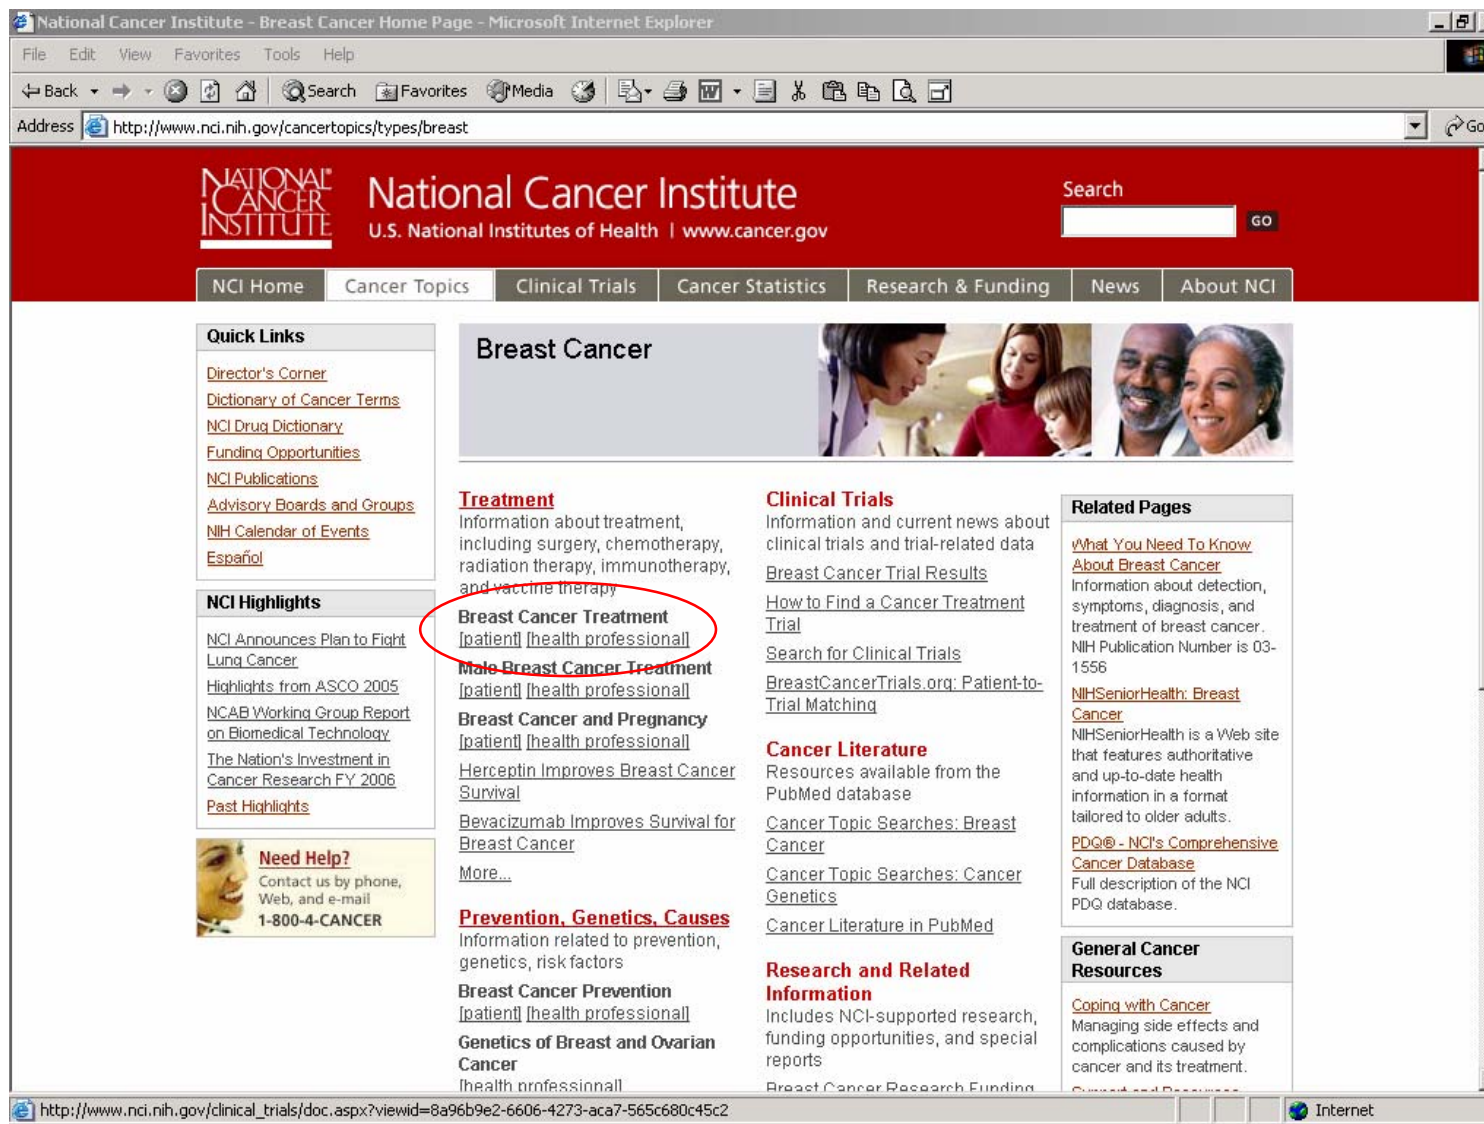 National Cancer Institute - Breast Cancer Home Page - Microsoft Internet Explorer
File Edit View Favorites Tools Help
Back Search Favorites Media
Address http://www.nci.nih.gov/cancertopics/types/breast Go
NATIONAL®
CANCER
INSTITUTE
National Cancer Institute
U.S. National Institutes of Health | www.cancer.gov
Search
GO
NCI Home Cancer Topics Clinical Trials Cancer Statistics Research & Funding News About NCI
Quick Links
Director's Corner
Dictionary of Cancer Terms
NCI Drug Dictionary
Funding Opportunities
NCI Publications
Advisory Boards and Groups
NIH Calendar of Events
Español
NCI Highlights
NCI Announces Plan to Fight
Lung Cancer
Highlights from ASCO 2005
NCAB Working Group Report
on Biomedical Technology
The Nation's Investment in
Cancer Research FY 2006
Past Highlights
Need Help?
Contact us by phone,
Web, and e-mail
1-800-4-CANCER
Breast Cancer
Treatment
Information about treatment,
including surgery, chemotherapy,
radiation therapy, immunotherapy,
and vaccine therapy
Breast Cancer Treatment
[patient] [health professional]
Male Breast Cancer Treatment
[patient] [health professional]
Breast Cancer and Pregnancy
[patient] [health professional]
Herceptin Improves Breast Cancer
Survival
Bevacizumab Improves Survival for
Breast Cancer
More...
Prevention, Genetics, Causes
Information related to prevention,
genetics, risk factors
Breast Cancer Prevention
[patient] [health professional]
Genetics of Breast and Ovarian
Cancer
[health professional]
Clinical Trials
Information and current news about
clinical trials and trial-related data
Breast Cancer Trial Results
How to Find a Cancer Treatment
Trial
Search for Clinical Trials
BreastCancerTrials.org: Patient-to-
Trial Matching
Cancer Literature
Resources available from the
PubMed database
Cancer Topic Searches: Breast
Cancer
Cancer Topic Searches: Cancer
Genetics
Cancer Literature in PubMed
Research and Related
Information
Includes NCI-supported research,
funding opportunities, and special
reports
Breast Cancer Research Funding
Related Pages
What You Need To Know
About Breast Cancer
Information about detection,
symptoms, diagnosis, and
treatment of breast cancer.
NIH Publication Number is 03-
1556
NIHSeniorHealth: Breast
Cancer
NIHSeniorHealth is a Web site
that features authoritative
and up-to-date health
information in a format
tailored to older adults.
PDQ® - NCI's Comprehensive
Cancer Database
Full description of the NCI
PDQ database.
General Cancer
Resources
Coping with Cancer
Managing side effects and
complications caused by
cancer and its treatment.
Support and Resources
http://www.nci.nih.gov/clinical_trials/doc.aspx?viewid=8a96b9e2-6606-4273-aca7-565c680c45c2 Internet